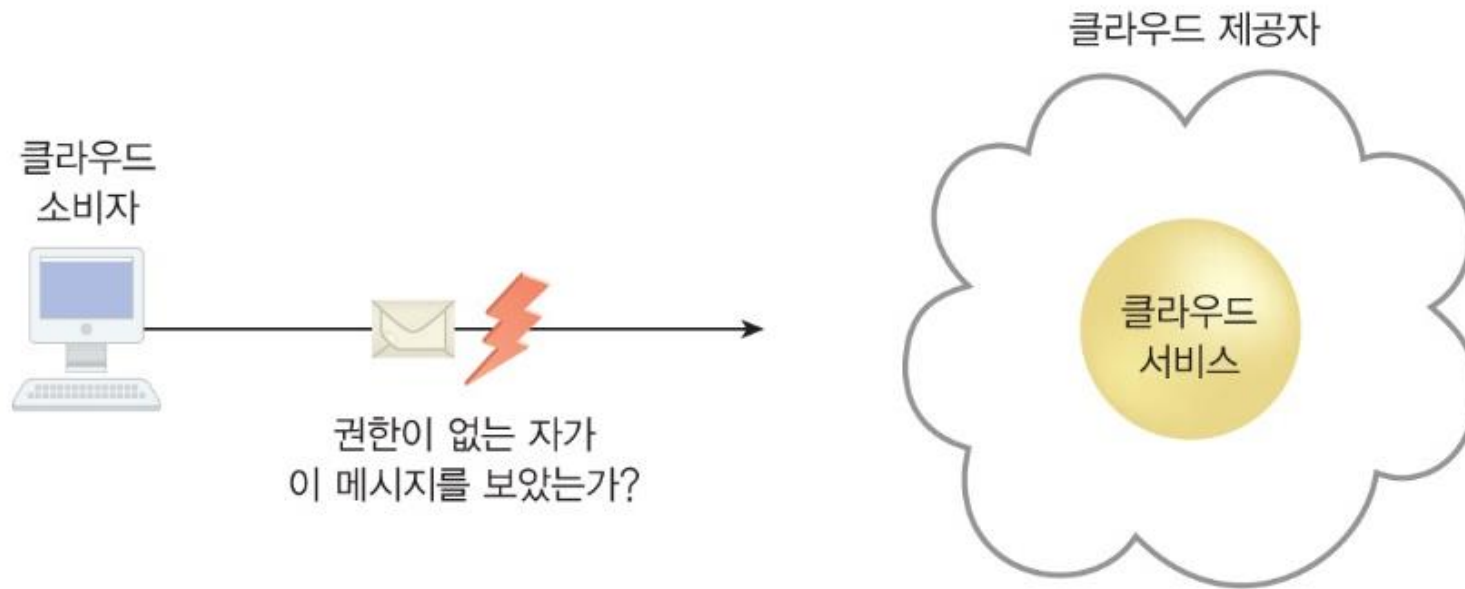 클라우드 제공자
클라우드
소비자
클라우드
서비스
권한이 없는 자가
이 메시지를 보았는가?